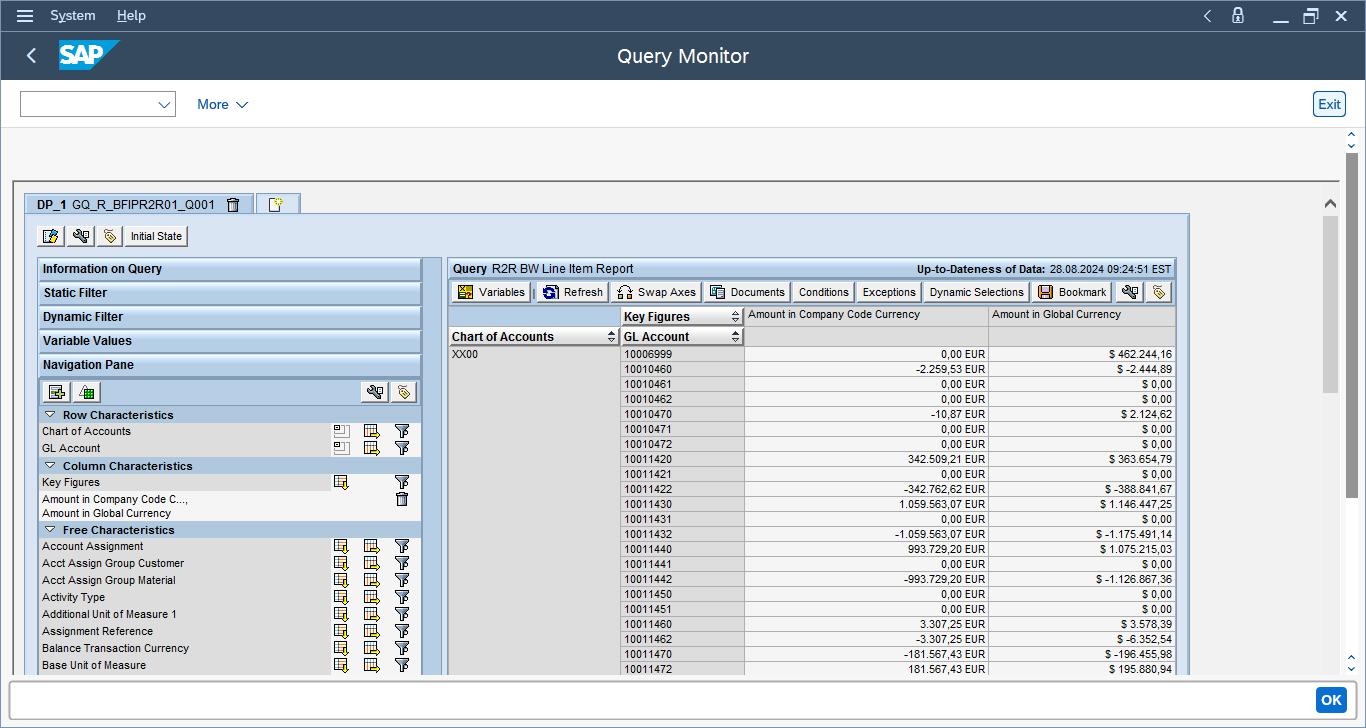 System Help
SAP
Query Monitor
More
Exit
DP_1 GQ_R_BFIPR2R01_Q001
Initial State
Information on Query
Static Filter
Dynamic Filter
Variable Values
Navigation Pane
Row Characteristics
Chart of Accounts
GL Account
Column Characteristics
Key Figures
Amount in Company Code C...,
Amount in Global Currency
Free Characteristics
Account Assignment
Acct Assign Group Customer
Acct Assign Group Material
Activity Type
Additional Unit of Measure 1
Assignment Reference
Balance Transaction Currency
Base Unit of Measure
Query R2R BW Line Item Report Up-to-Dateness of Data: 28.08.2024 09:24:51 EST
Variables Refresh Swap Axes Documents Conditions Exceptions Dynamic Selections Bookmark
Key Figures Amount in Company Code Currency Amount in Global Currency
Chart of Accounts GL Account
XX00 10006999 0,00 EUR $ 462.244,16
10010460 -2.259,53 EUR $ -2.444,89
10010461 0,00 EUR $ 0,00
10010462 0,00 EUR $ 0,00
10010470 -10,87 EUR $ 2.124,62
10010471 0,00 EUR $ 0,00
10010472 0,00 EUR $ 0,00
10011420 342.509,21 EUR $ 363.654,79
10011421 0,00 EUR $ 0,00
10011422 -342.762,62 EUR $ -388.841,67
10011430 1.059.563,07 EUR $ 1.146.447,25
10011431 0,00 EUR $ 0,00
10011432 -1.059.563,07 EUR $ -1.175.491,14
10011440 993.729,20 EUR $ 1.075.215,03
10011441 0,00 EUR $ 0,00
10011442 -993.729,20 EUR $ -1.126.867,36
10011450 0,00 EUR $ 0,00
10011451 0,00 EUR $ 0,00
10011460 3.307,25 EUR $ 3.578,39
10011462 -3.307,25 EUR $ -6.352,54
10011470 -181.567,43 EUR $ -196.455,98
10011472 181.567,43 EUR $ 195.880,94
OK